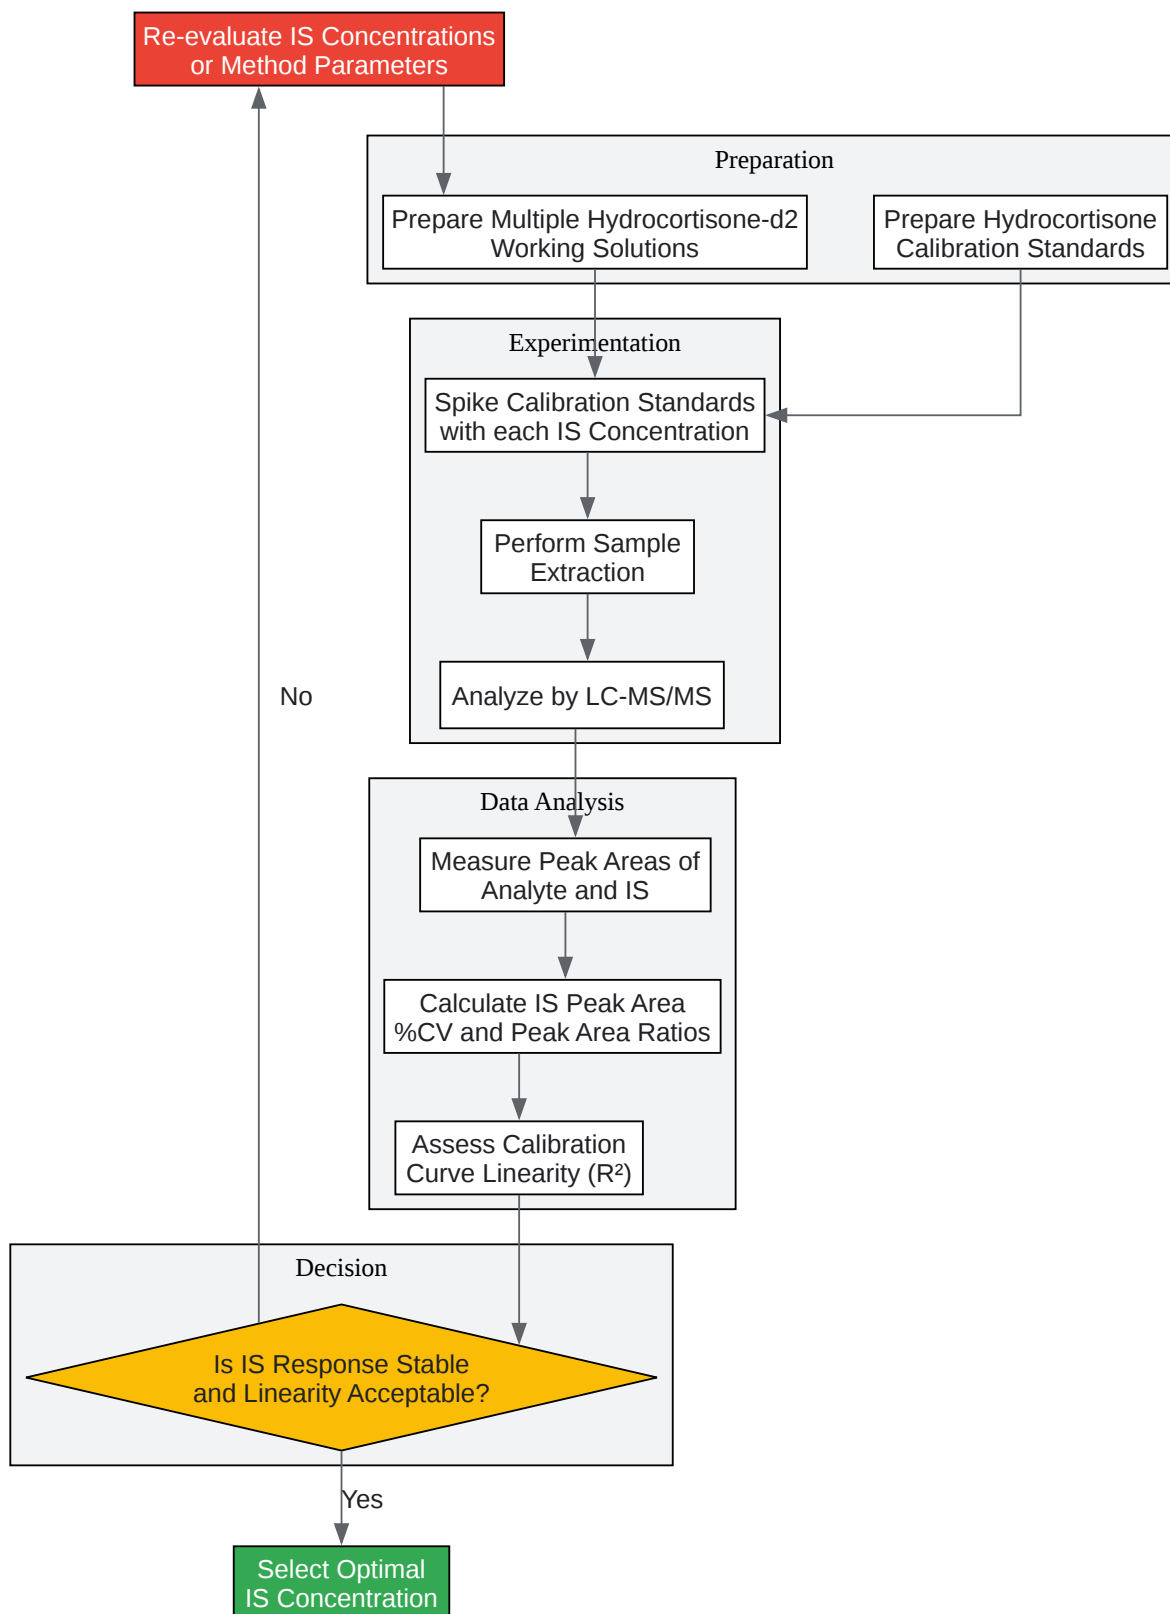 Re-evaluate IS Concentrations
or Method Parameters
Preparation
Prepare Multiple Hydrocortisone-d2
Working Solutions
Prepare Hydrocortisone
Calibration Standards
Experimentation
Spike Calibration Standards
with each IS Concentration
Perform Sample
Extraction
Analyze by LC-MS/MS
No
Data Analysis
Measure Peak Areas of
Analyte and IS
Calculate IS Peak Area
%CV and Peak Area Ratios
Assess Calibration
Curve Linearity (R²)
Decision
Is IS Response Stable
and Linearity Acceptable?
Yes
Select Optimal
IS Concentration